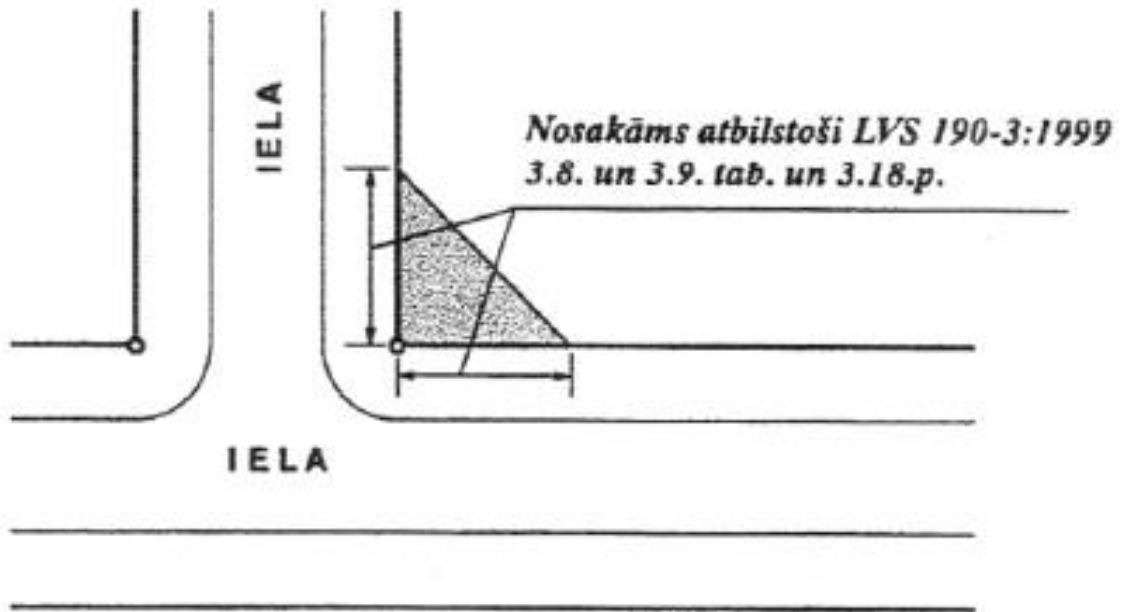 IELA
Nosakāms atbilstoši LVS 190-3:1999
3.8. un 3.9. tab. un 3.18.p.
IELA